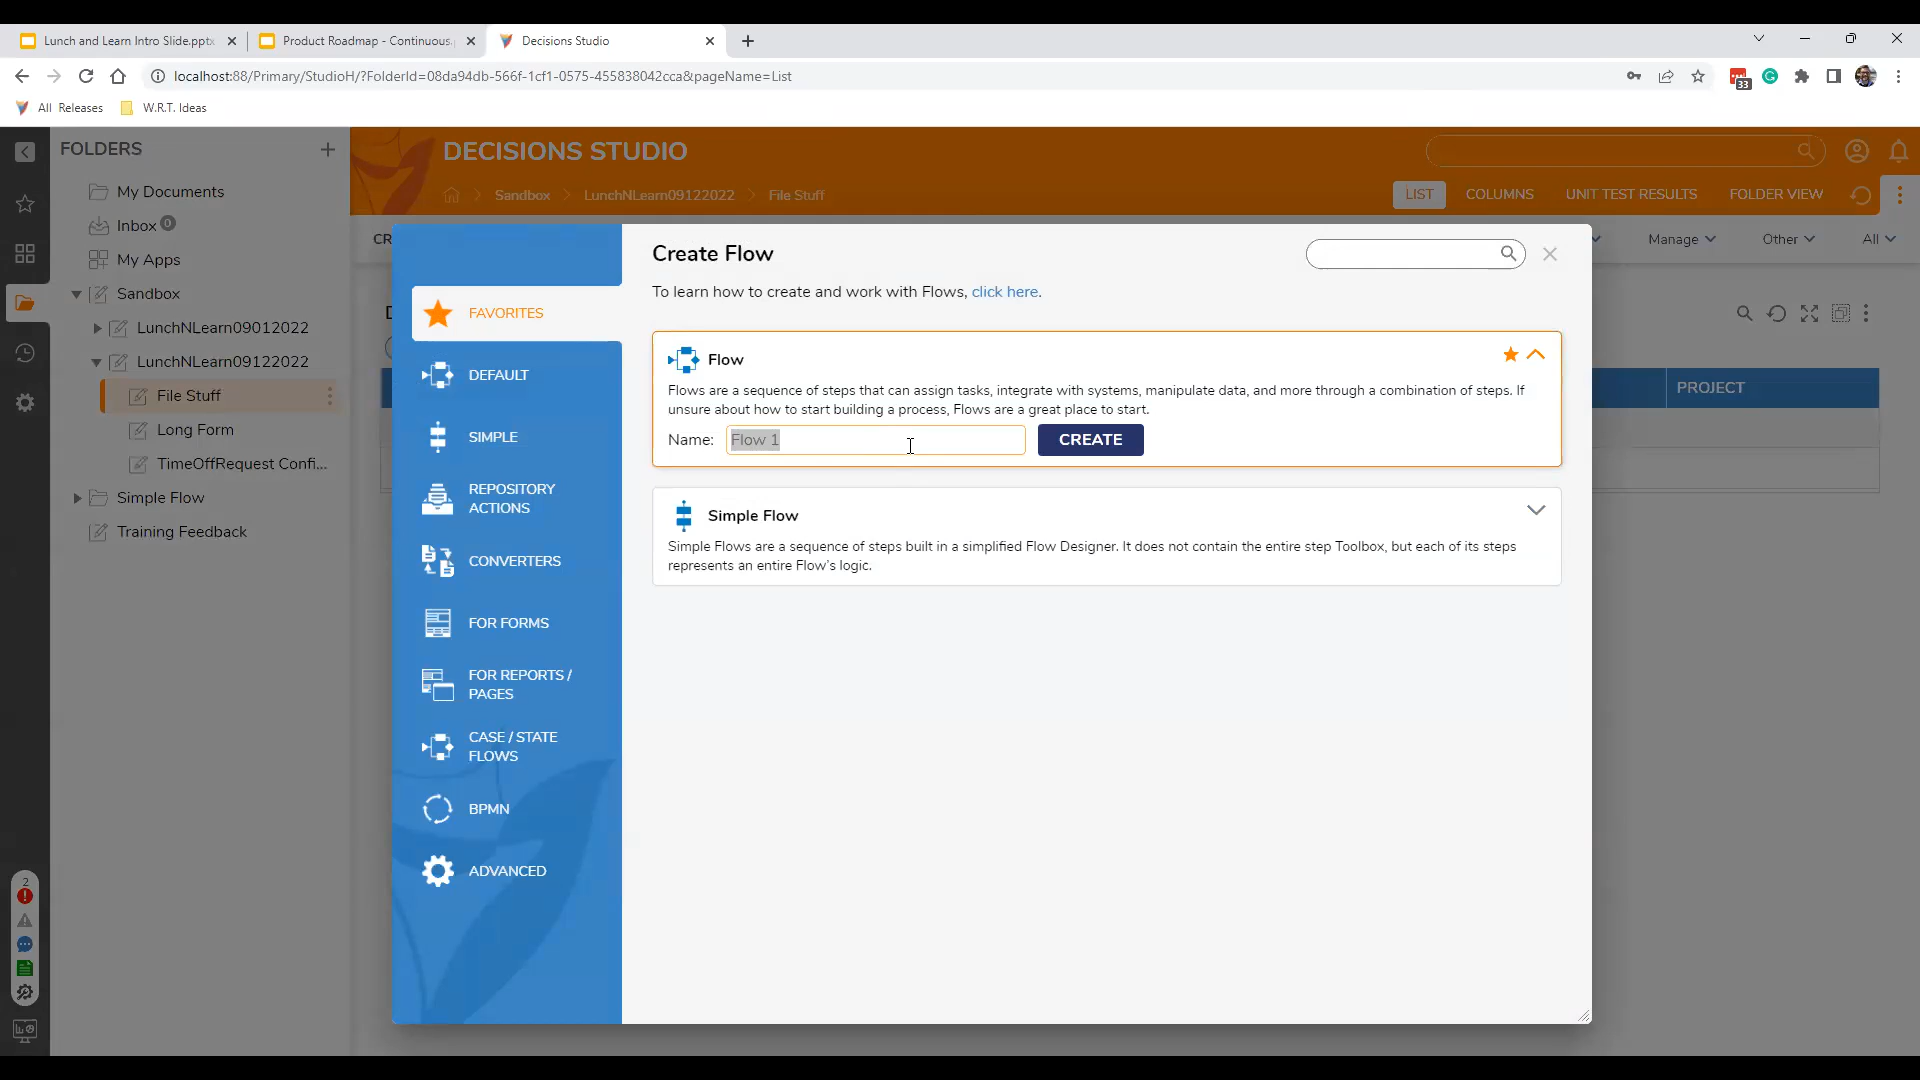 Lunch and Learn Intro Slide.pptx
Product Roadmap - Continuous
Decisions Studio
localhost:88/Primary/StudioH/?FolderId=08da94db-566f-1cf1-0575-455838042cca&pageName=List
33
All Releases
W.R.T. Ideas
FOLDERS
DECISIONS STUDIO
My Documents
Sandbox
LunchNLearn09122022
File Stuff
LIST
COLUMNS
UNIT TEST RESULTS
FOLDER VIEW
Inbox 0
CR
Manage
Other
All
Create Flow
My Apps
To learn how to create and work with Flows, click here.
Sandbox
LunchNLearn09012022
LunchNLearn09122022
File Stuff
Long Form
TimeOffRequest Confi...
Simple Flow
Training Feedback
FAVORITES
DEFAULT
SIMPLE
REPOSITORY
ACTIONS
CONVERTERS
FOR FORMS
FOR REPORTS /
PAGES
CASE / STATE
FLOWS
BPMN
ADVANCED
Flow
Flows are a sequence of steps that can assign tasks, integrate with systems, manipulate data, and more through a combination of steps. If
unsure about how to start building a process, Flows are a great place to start.
Name:
Flow 1
CREATE
Simple Flow
Simple Flows are a sequence of steps built in a simplified Flow Designer. It does not contain the entire step Toolbox, but each of its steps
represents an entire Flow's logic.
PROJECT
2